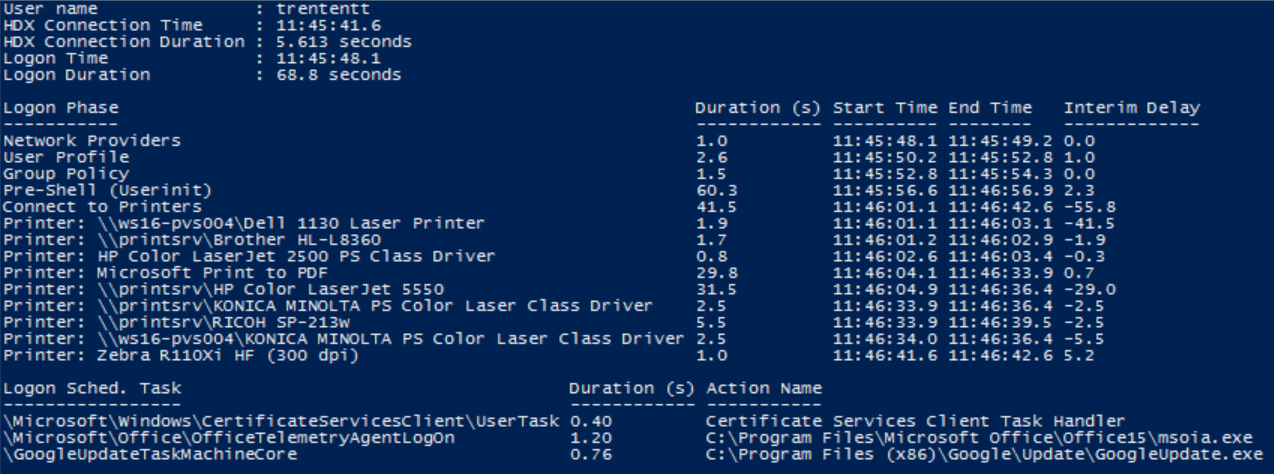 User name : trententt
HDX Connection Time : 11:45:41.6
HDX Connection Duration : 5.613 seconds
Logon Time : 11:45:48.1
Logon Duration : 68.8 seconds
Logon Phase Duration (s) Start Time End Time Interim Delay
----------- ------------ ---------- -------- -------------
Network Providers 1.0 11:45:48.1 11:45:49.2 0.0
User Profile 2.6 11:45:50.2 11:45:52.8 1.0
Group Policy 1.5 11:45:52.8 11:45:54.3 0.0
Pre-Shell (Userinit) 60.3 11:45:56.6 11:46:56.9 2.3
Connect to Printers 41.5 11:46:01.1 11:46:42.6 -55.8
Printer: \\ws16-pvs004\Dell 1130 Laser Printer 1.9 11:46:01.1 11:46:03.1 -41.5
Printer: \\printsrv\Brother HL-L8360 1.7 11:46:01.2 11:46:02.9 -1.9
Printer: HP Color LaserJet 2500 PS Class Driver 0.8 11:46:02.6 11:46:03.4 -0.3
Printer: Microsoft Print to PDF 29.8 11:46:04.1 11:46:33.9 0.7
Printer: \\printsrv\HP Color LaserJet 5550 31.5 11:46:04.9 11:46:36.4 -29.0
Printer: \\printsrv\KONICA MINOLTA PS Color Laser Class Driver 2.5 11:46:33.9 11:46:36.4 -2.5
Printer: \\printsrv\RICOH SP-213w 5.5 11:46:33.9 11:46:39.5 -2.5
Printer: \\ws16-pvs004\KONICA MINOLTA PS Color Laser Class Driver 2.5 11:46:34.0 11:46:36.4 -5.5
Printer: Zebra R110Xi HF (300 dpi) 1.0 11:46:41.6 11:46:42.6 5.2
Logon Sched. Task Duration (s) Action Name
----------------- ------------ -----------
\Microsoft\Windows\CertificateServicesClient\UserTask 0.40 Certificate Services Client Task Handler
\Microsoft\Office\OfficeTelemetryAgentLogOn 1.20 C:\Program Files\Microsoft Office\Office15\msoia.exe
\GoogleUpdateTaskMachineCore 0.76 C:\Program Files (x86)\Google\Update\GoogleUpdate.exe